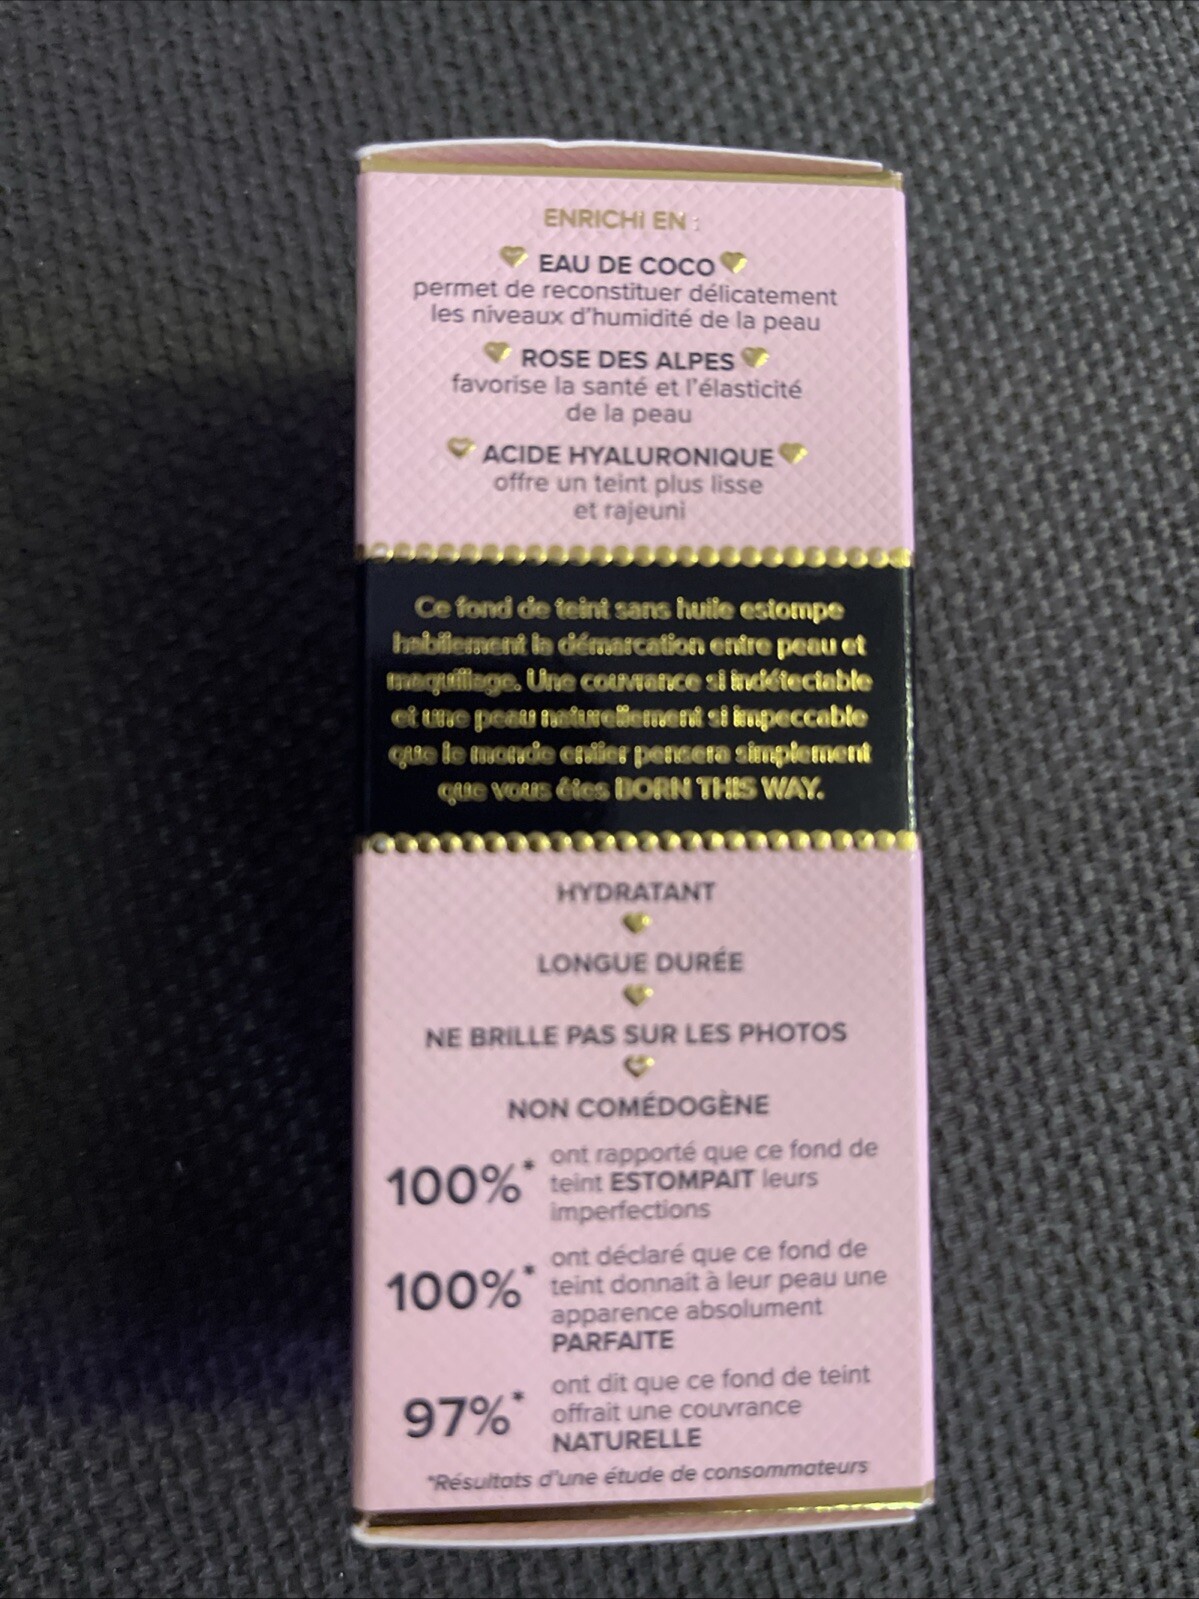 ENRICHI EN :
EAU DE COCO
permet de reconstituer délicatement
les niveaux d'humidité de la peau
ROSE DES ALPES
favorise la santé et l'élasticité
de la peau
ACIDE HYALURONIQUE
offre un teint plus lisse
et rajeuni
Ce fond de teint sans huile estompe
habilement la démarcation entre peau et
maquillage. Une couvrance si indétectable
et une peau naturellement si impeccable
que le monde entier pensera simplement
que vous êtes BORN THIS WAY.
HYDRATANT
LONGUE DURÉE
NE BRILLE PAS SUR LES PHOTOS
NON COMÉDOGÈNE
100%* ont rapporté que ce fond de
teint ESTOMPAIT leurs
imperfections
100%* ont déclaré que ce fond de
teint donnait à leur peau une
apparence absolument
PARFAITE
97%* ont dit que ce fond de teint
offrait une couvrance
NATURELLE
*Résultats d'une étude de consommateurs